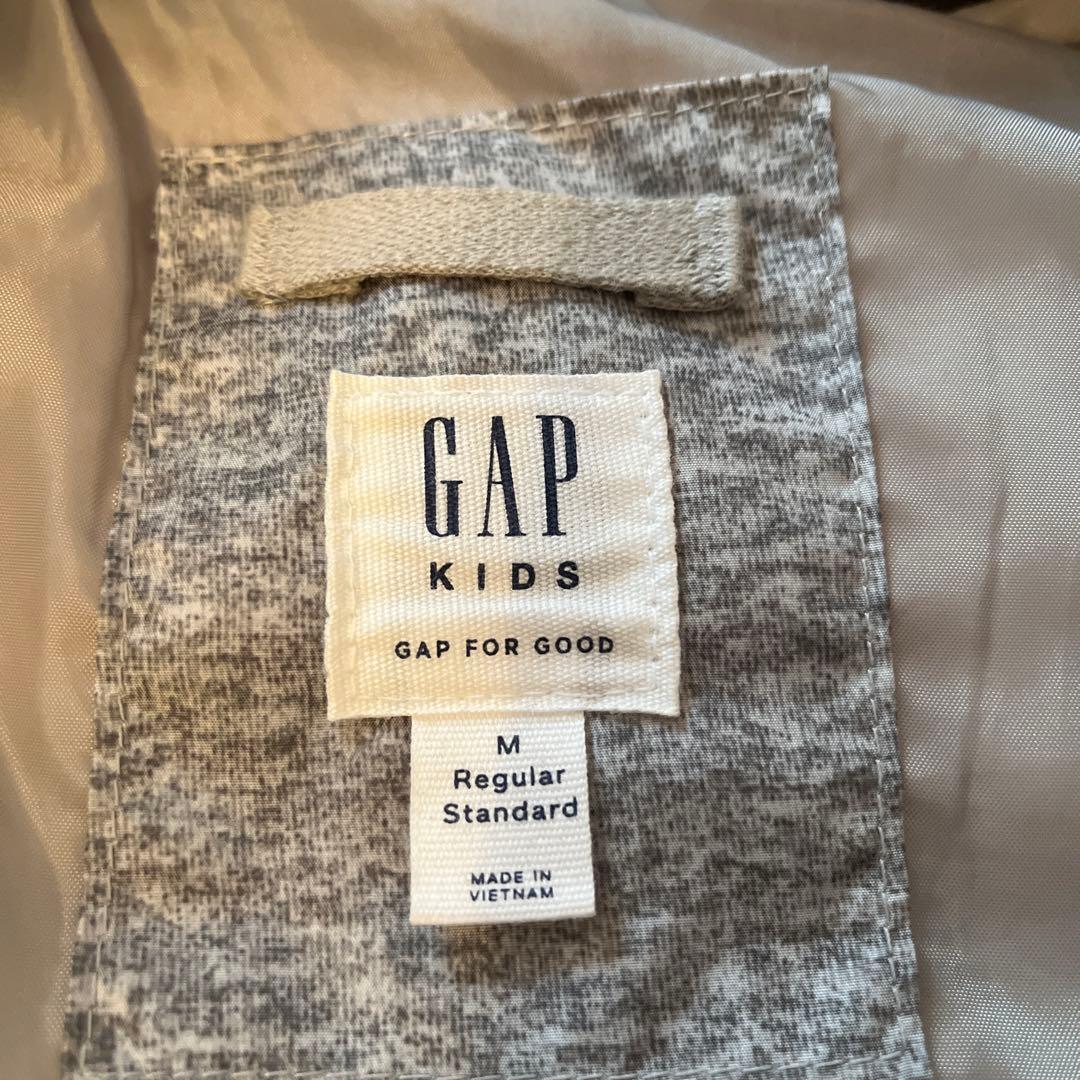 GAP
KIDS
GAP FOR GOOD
M
Regular
Standard
MADE IN
VIETNAM